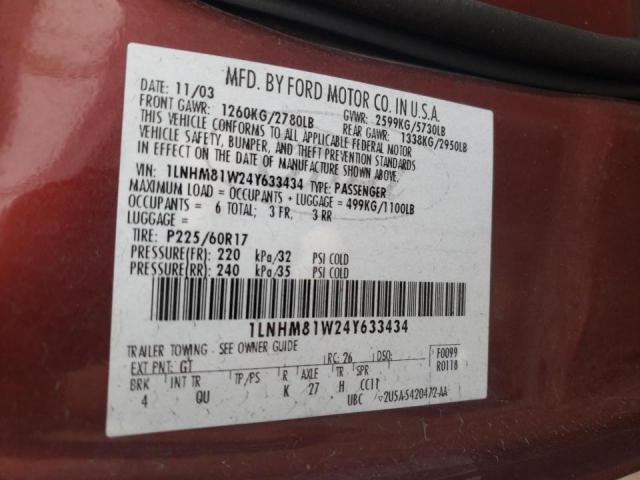 MFD. BY FORD MOTOR CO. IN U.S.A.
DATE: 11/03 GVWR: 2599KG/5730LB
FRONT GAWR: 1260KG/2780LB REAR GAWR: 1338KG/2950LB
THIS VEHICLE CONFORMS TO ALL APPLICABLE FEDERAL MOTOR
VEHICLE SAFETY, BUMPER, AND THEFT PREVENTION STANDARDS
IN EFFECT ON THE DATE OF MANUFACTURE SHOWN ABOVE.
VIN: 1LNHM81W24Y633434 TYPE: PASSENGER
MAXIMUM LOAD = OCCUPANTS + LUGGAGE = 499KG/1100LB
OCCUPANTS = 6 TOTAL; 3 FR, 3 RR
LUGGAGE =
TIRE: P225/60R17
PRESSURE(FR) 220 kPa/32 PSI COLD
PRESSURE(RR) 240 kPa/35 PSI COLD
1LNHM81W24Y633434
TRAILER TOWING - SEE OWNER GUIDE
EXT PNT: GT RC: 26 DSO: F0099
R0118
BRK INT TR TP/PS R AXLE TR SPR
4 QU K 27 H CC11
UBC 2U5A-5420472-AA